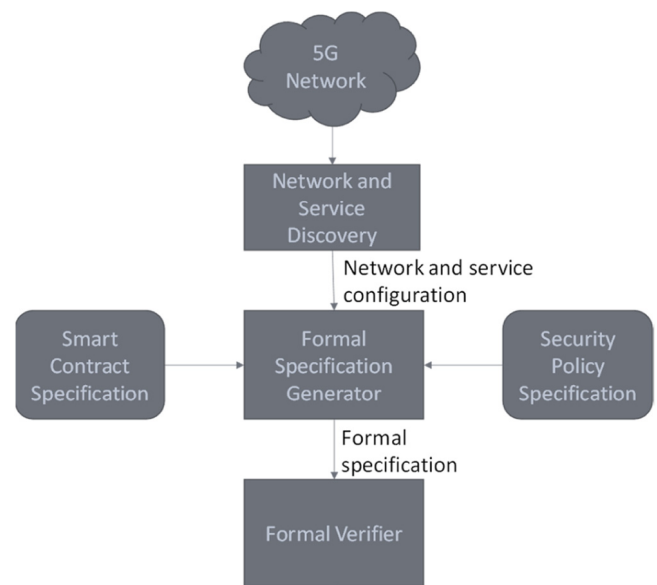 5G
Network
Network and
Service
Discovery
Network and service
configuration
Smart
Contract
Specification
Formal
Specification
Generator
Security
Policy
Specification
Formal
specification
Formal Verifier